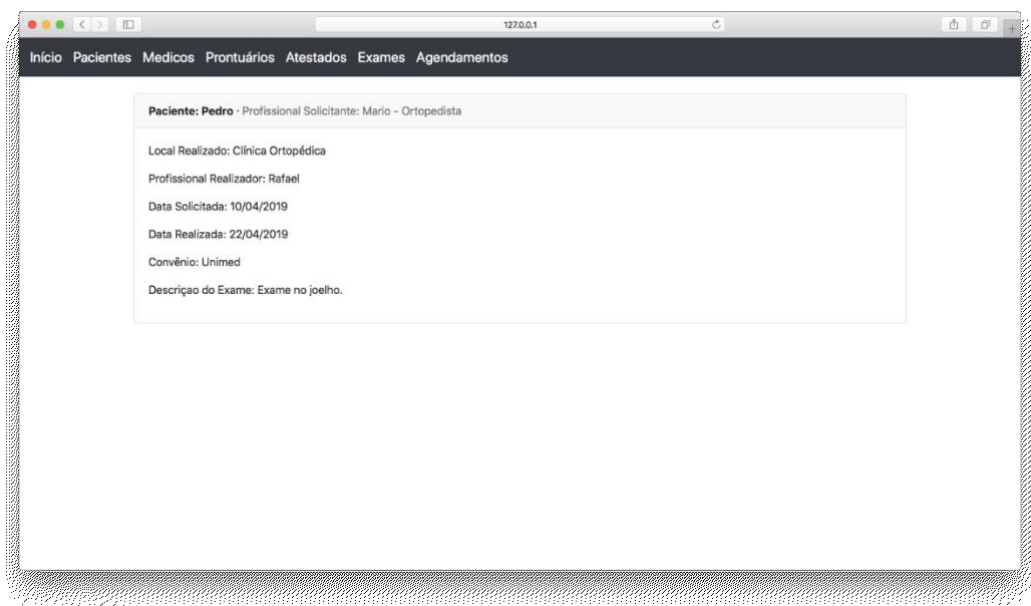 127.0.0.1
Início Pacientes Medicos Prontuários Atestados Exames Agendamentos
Paciente: Pedro · Profissional Solicitante: Mario - Ortopedista
Local Realizado: Clínica Ortopédica
Profissional Realizador: Rafael
Data Solicitada: 10/04/2019
Data Realizada: 22/04/2019
Convênio: Unimed
Descriçao do Exame: Exame no joelho.